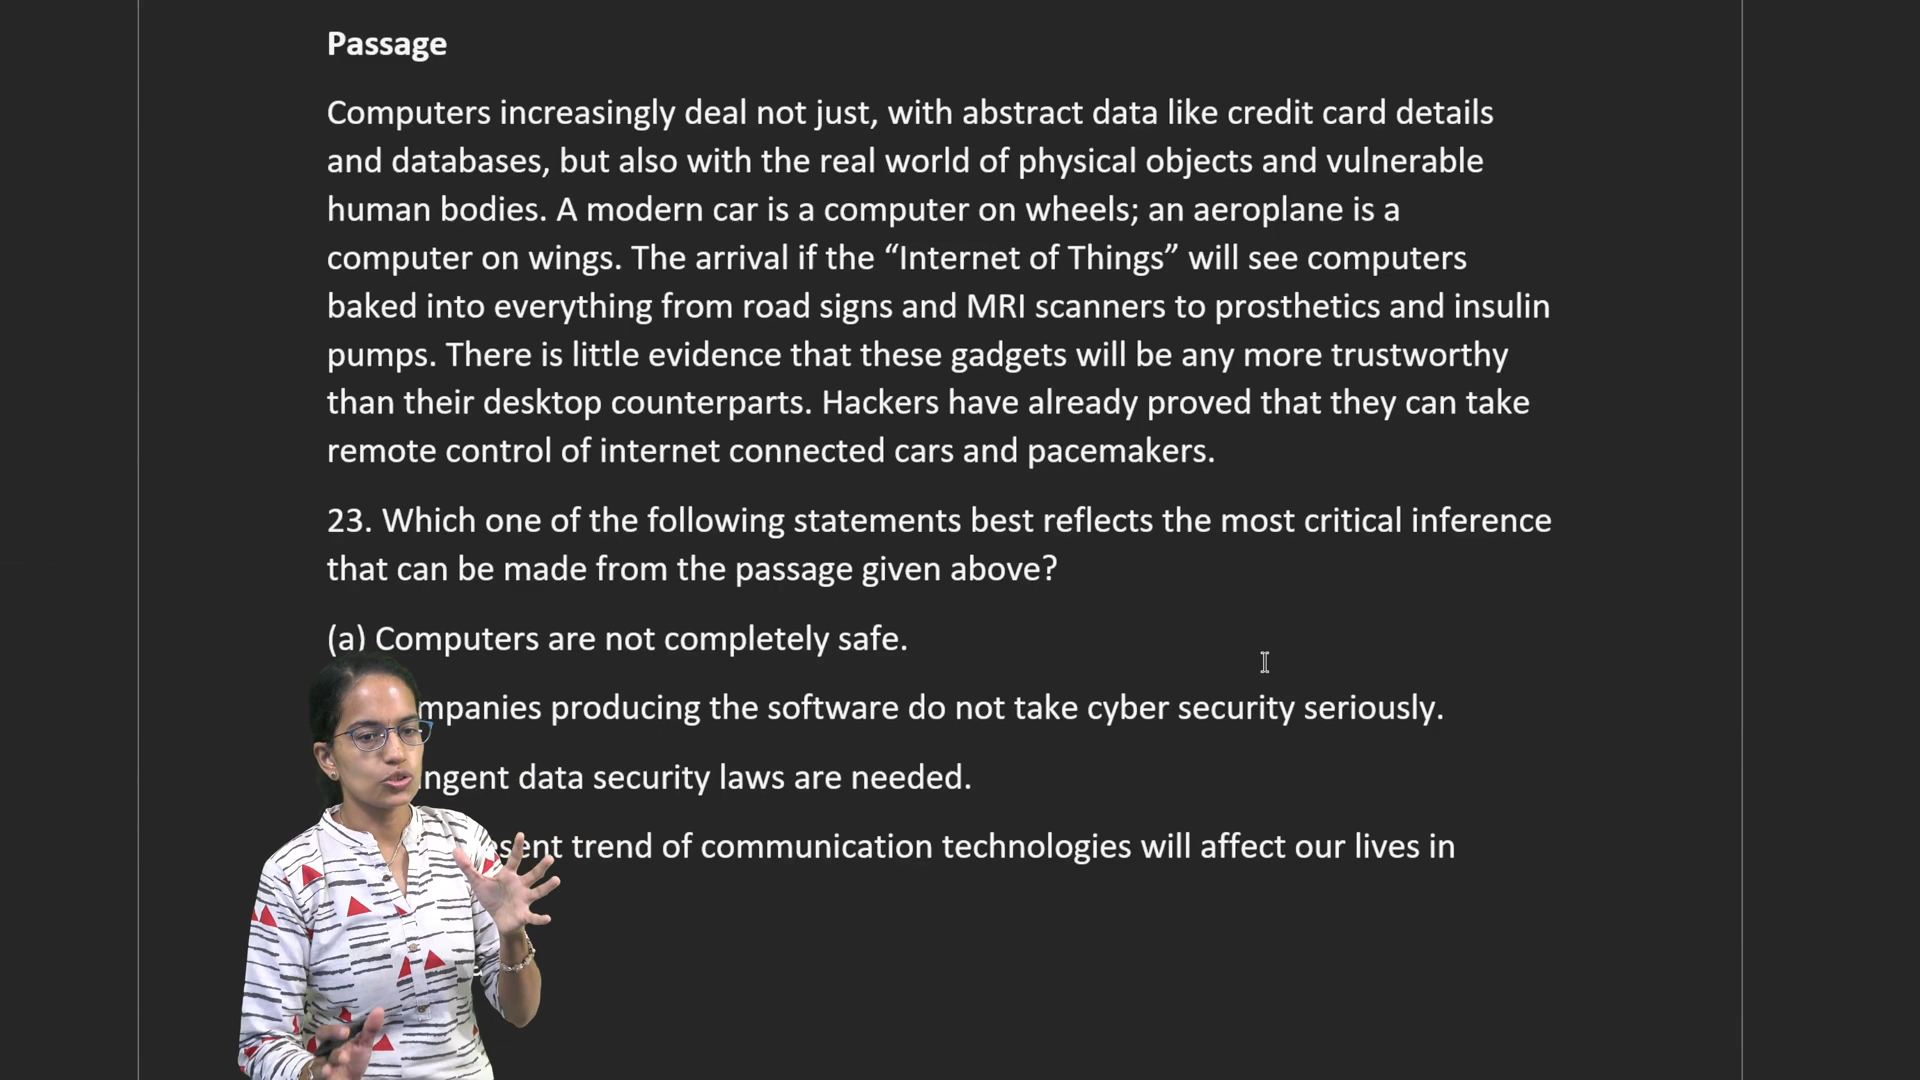 Passage
Computers increasingly deal not just, with abstract data like credit card details
and databases, but also with the real world of physical objects and vulnerable
human bodies. A modern car is a computer on wheels; an aeroplane is a
computer on wings. The arrival if the “Internet of Things” will see computers
baked into everything from road signs and MRI scanners to prosthetics and insulin
pumps. There is little evidence that these gadgets will be any more trustworthy
than their desktop counterparts. Hackers have already proved that they can take
remote control of internet connected cars and pacemakers.
23. Which one of the following statements best reflects the most critical inference
that can be made from the passage given above?
(a) Computers are not completely safe.
producing the software do not take cyber security seriously.
data security laws are needed.
trend of communication technologies will affect our lives in